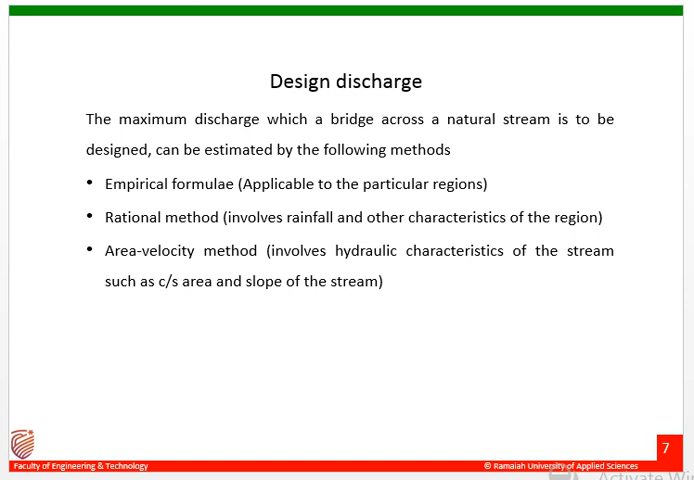 Design discharge
The maximum discharge which a bridge across a natural stream is to be
designed, can be estimated by the following methods
• Empirical formulae (Applicable to the particular regions)
• Rational method (involves rainfall and other characteristics of the region)
• Area-velocity method (involves hydraulic characteristics of the stream
such as c/s area and slope of the stream)
7
Faculty of Engineering & Technology
© Ramaiah University of Applied Sciences
Activate Win